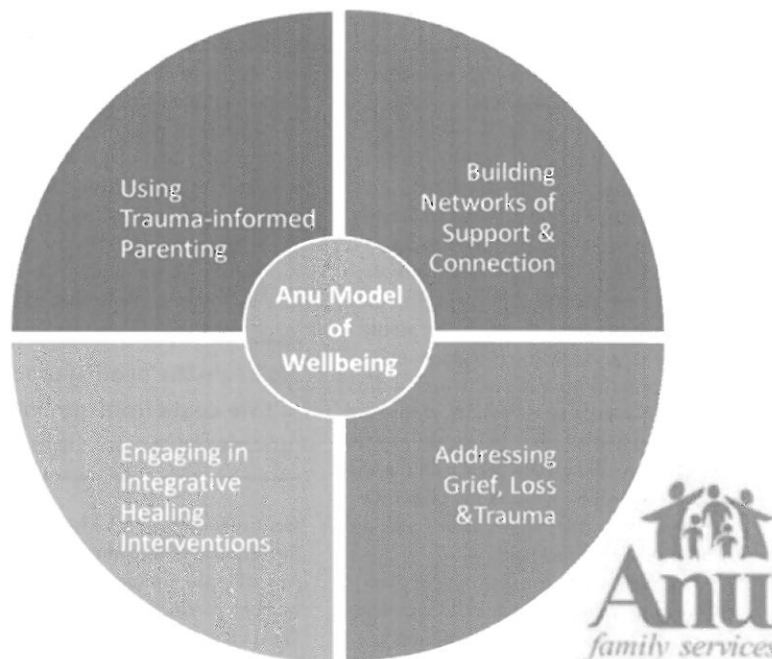 Using
Trauma-informed
Parenting
Building
Networks of
Support &
Connection
Anu Model
of
Wellbeing
Engaging in
Integrative
Healing
Interventions
Addressing
Grief, Loss
&Trauma
Anu
family services